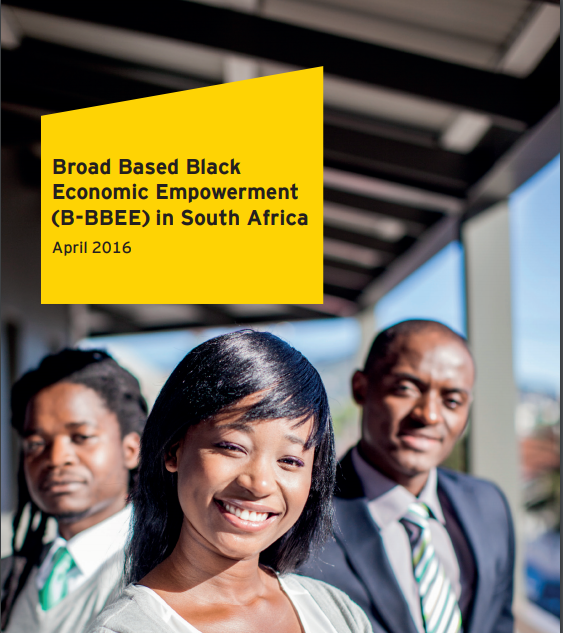 Broad Based Black
Economic Empowerment
(B-BBEE) in South Africa
April 2016